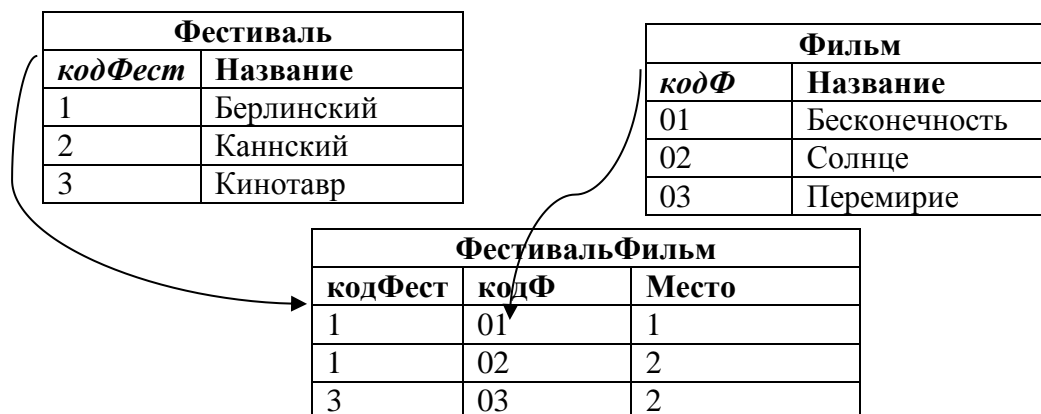 Фестиваль
кодФест Название
1 Берлинский
2 Каннский
3 Кинотавр
Фильм
кодФ Название
01 Бесконечность
02 Солнце
03 Перемирие
ФестивальФильм
кодФест кодФ Место
1 01 1
1 02 2
3 03 2